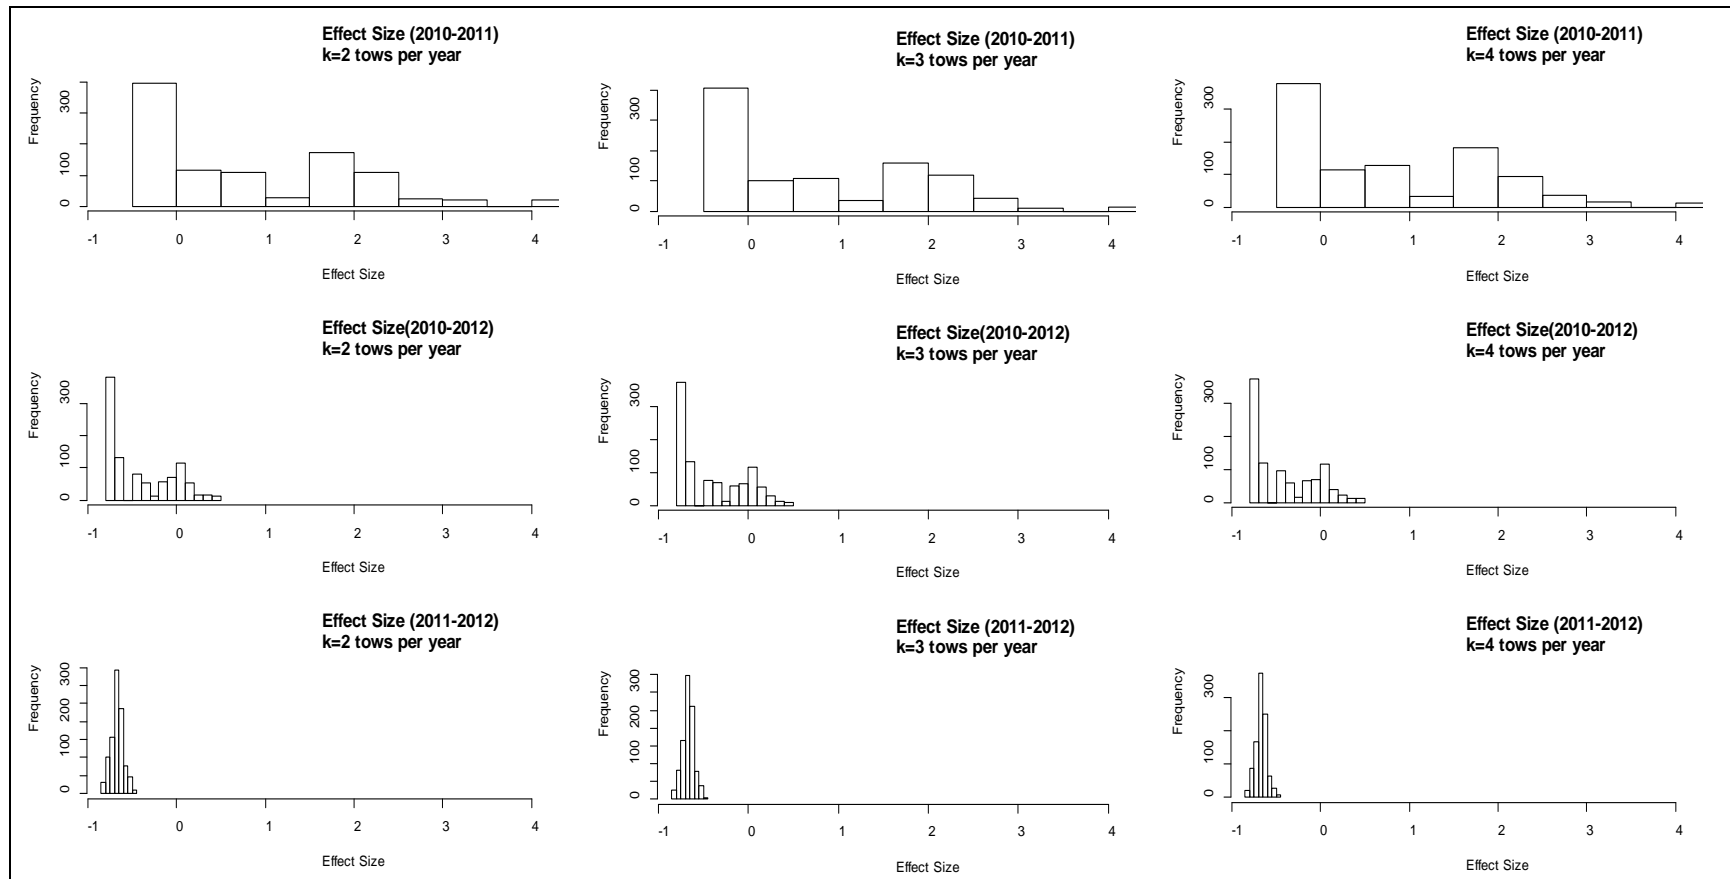 Effect Size (2010-2011)
k=2 tows per year
Frequency
0 100 300
-1 0 1 2 3 4
Effect Size
Effect Size (2010-2011)
k=3 tows per year
Frequency
0 100 300
-1 0 1 2 3 4
Effect Size
Effect Size (2010-2011)
k=4 tows per year
Frequency
0 100 300
-1 0 1 2 3 4
Effect Size
Effect Size(2010-2012)
k=2 tows per year
Frequency
0 100 300
-1 0 1 2 3 4
Effect Size
Effect Size(2010-2012)
k=3 tows per year
Frequency
0 100 300
-1 0 1 2 3 4
Effect Size
Effect Size(2010-2012)
k=4 tows per year
Frequency
0 100 300
-1 0 1 2 3 4
Effect Size
Effect Size (2011-2012)
k=2 tows per year
Frequency
0 100 200 300
-1 0 1 2 3 4
Effect Size
Effect Size (2011-2012)
k=3 tows per year
Frequency
0 100 200 300
-1 0 1 2 3 4
Effect Size
Effect Size (2011-2012)
k=4 tows per year
Frequency
0 100 300
-1 0 1 2 3 4
Effect Size